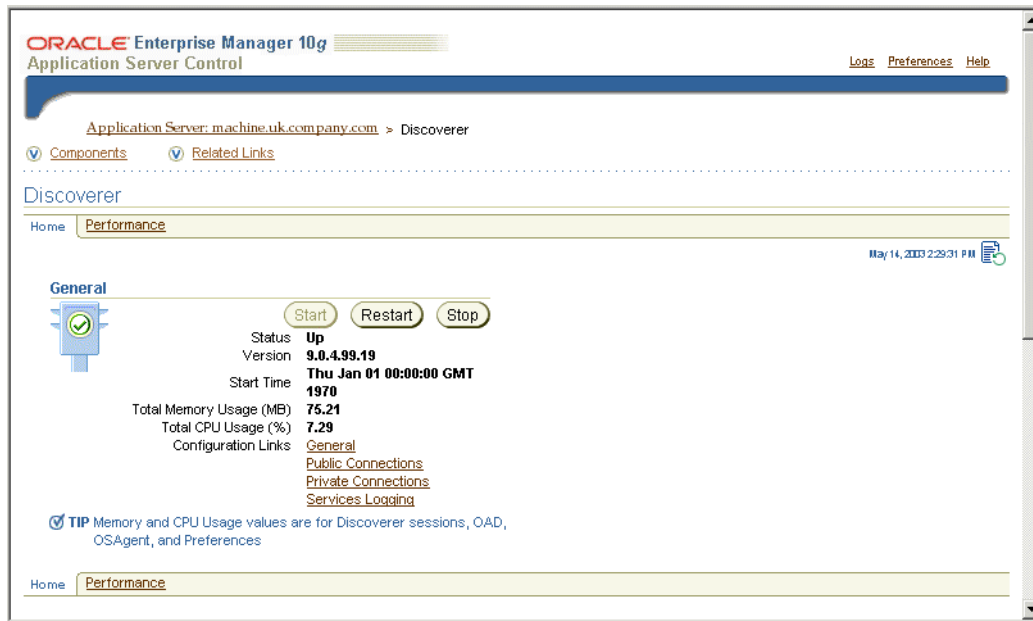 ORACLE Enterprise Manager 10g
Application Server Control
Logs Preferences Help
Application Server: machine.uk.company.com > Discoverer
Components Related Links
Discoverer
Home Performance
May 14, 2003 2:29:31 PM
General
Start Restart Stop
Status Up
Version 9.0.4.99.19
Start Time Thu Jan 01 00:00:00 GMT
1970
Total Memory Usage (MB) 75.21
Total CPU Usage (%) 7.29
Configuration Links General
Public Connections
Private Connections
Services Logging
TIP Memory and CPU Usage values are for Discoverer sessions, OAD,
OSAgent, and Preferences
Home Performance